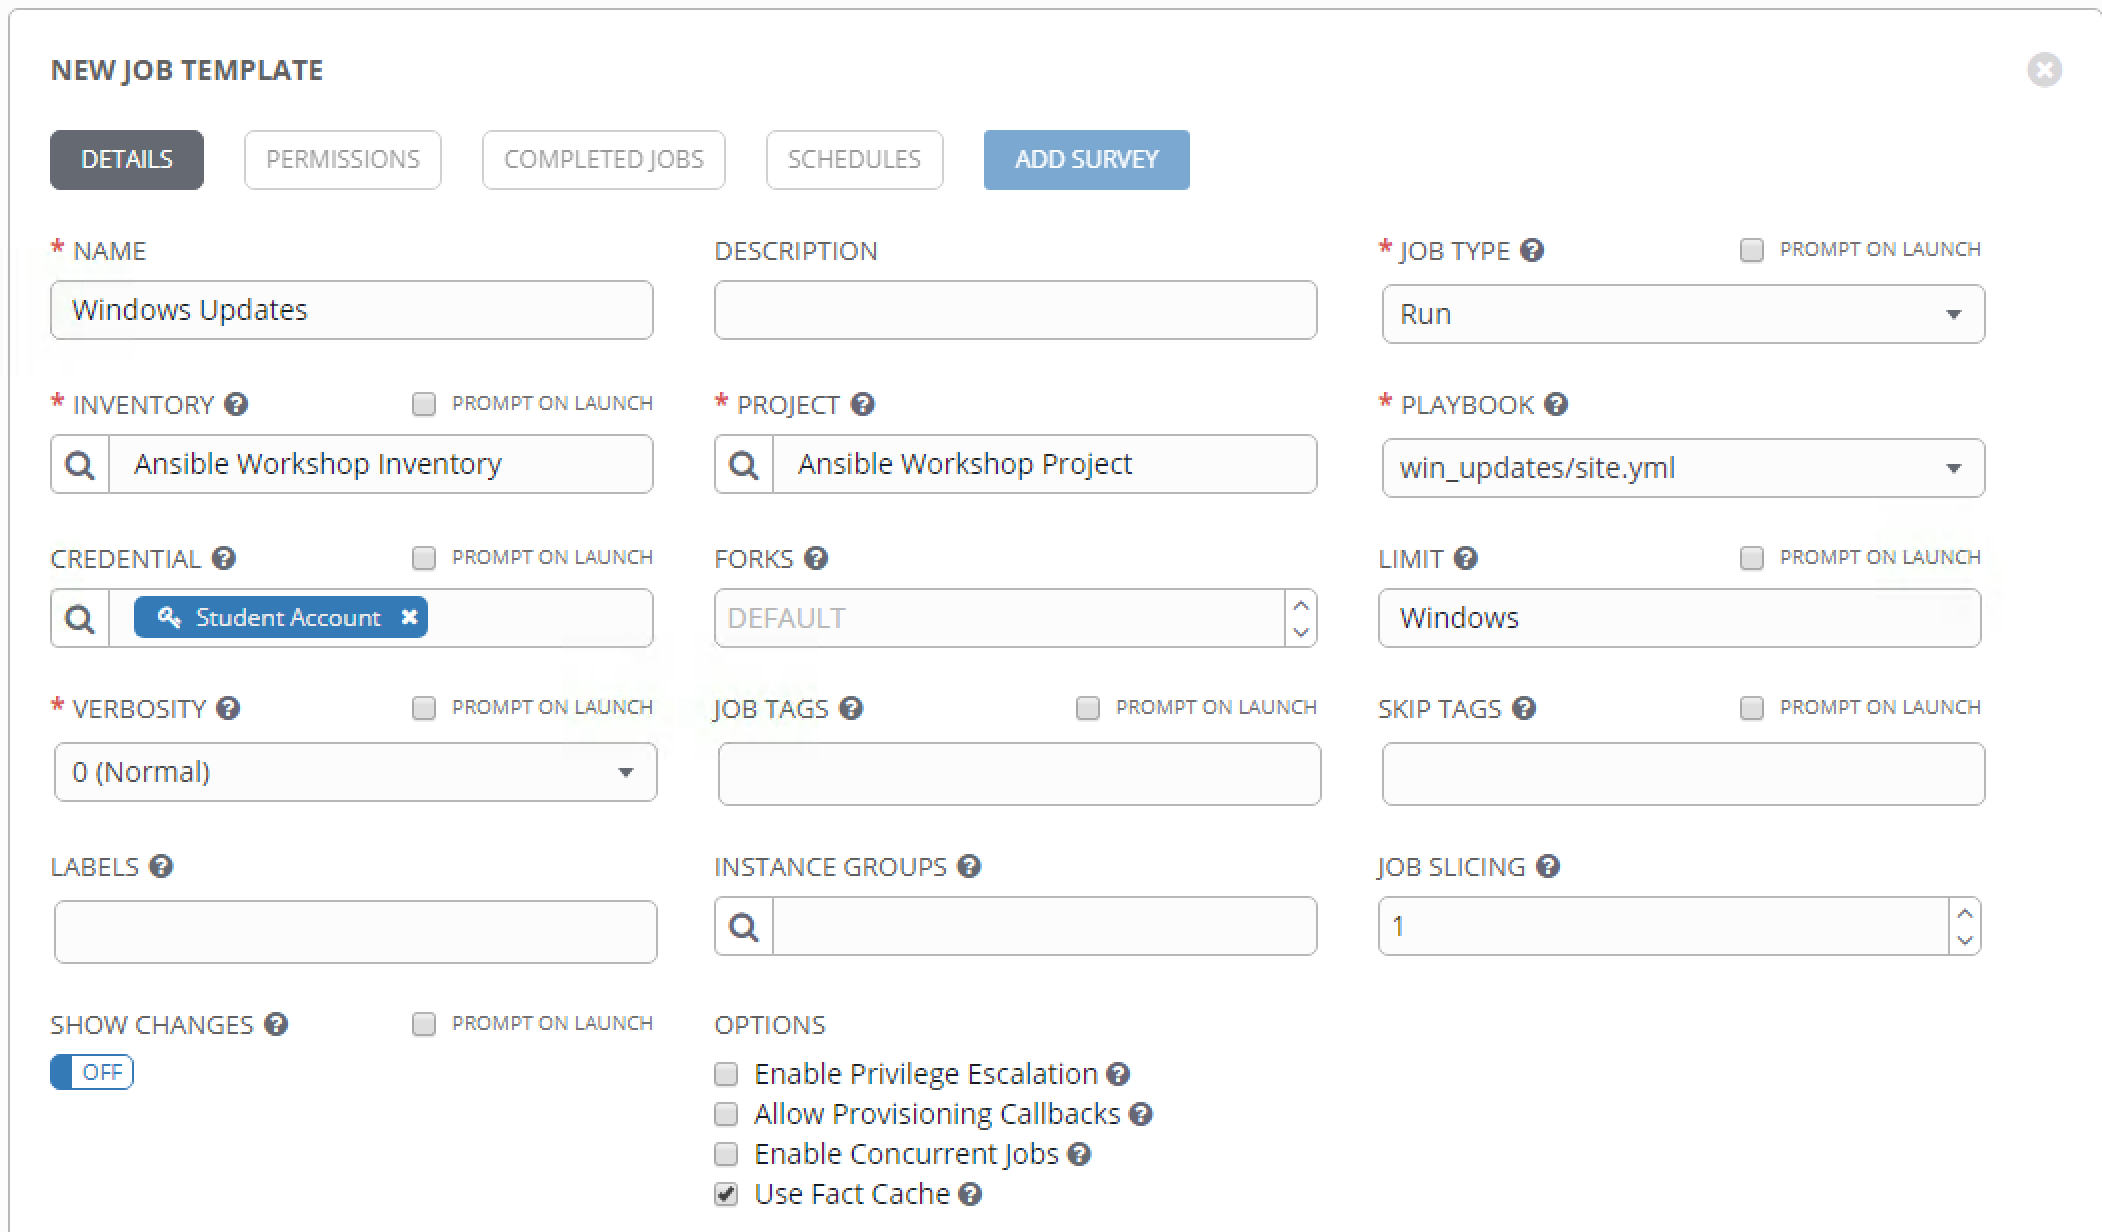 NEW JOB TEMPLATE
DETAILS PERMISSIONS COMPLETED JOBS SCHEDULES ADD SURVEY
* NAME DESCRIPTION * JOB TYPE PROMPT ON LAUNCH
Windows Updates Run
* INVENTORY PROMPT ON LAUNCH * PROJECT * PLAYBOOK
Ansible Workshop Inventory Ansible Workshop Project win_updates/site.yml
CREDENTIAL PROMPT ON LAUNCH FORKS LIMIT PROMPT ON LAUNCH
Student Account DEFAULT Windows
* VERBOSITY PROMPT ON LAUNCH JOB TAGS PROMPT ON LAUNCH SKIP TAGS PROMPT ON LAUNCH
0 (Normal)
LABELS INSTANCE GROUPS JOB SLICING
1
SHOW CHANGES PROMPT ON LAUNCH OPTIONS
OFF Enable Privilege Escalation
Allow Provisioning Callbacks
Enable Concurrent Jobs
Use Fact Cache